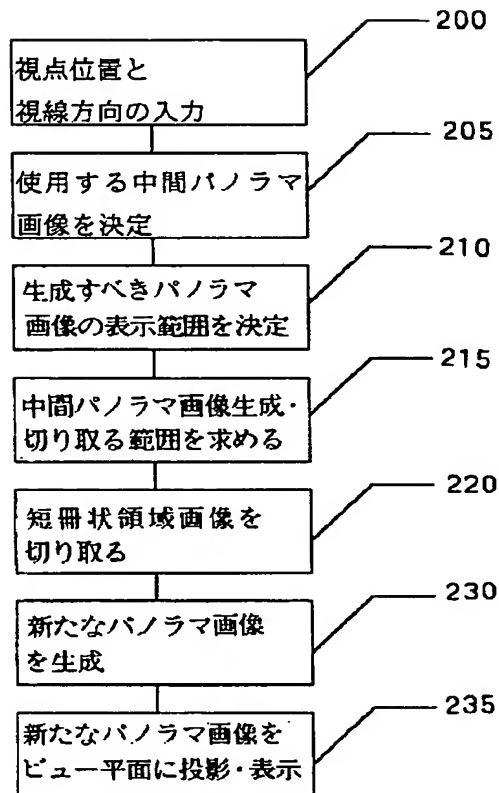 200
視点位置と
視線方向の入力
205
使用する中間パノラマ
画像を決定
210
生成すべきパノラマ
画像の表示範囲を決定
215
中間パノラマ画像生成・
切り取る範囲を求める
220
短冊状領域画像を
切り取る
230
新たなパノラマ画像
を生成
235
新たなパノラマ画像を
ビュー平面に投影・表示